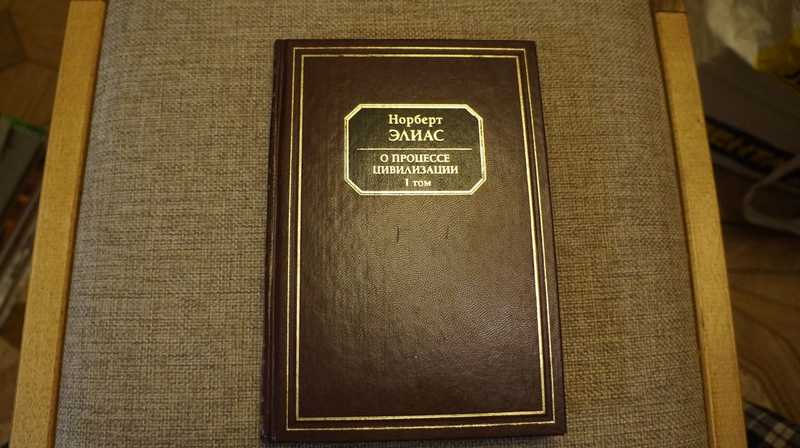 Норберт
ЭЛИАС
О ПРОЦЕССЕ
ЦИВИЛИЗАЦИИ
I том